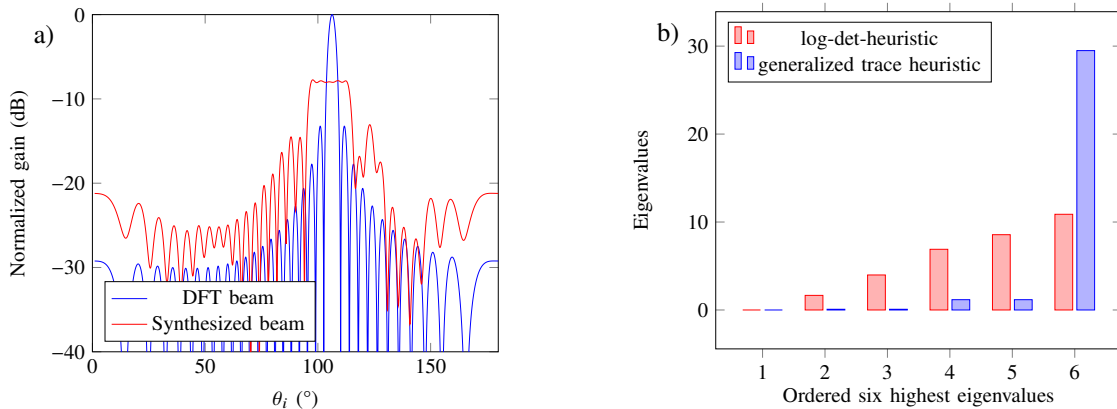 a)
Normalized gain (dB)
0
−10
−20
−30
−40
DFT beam
Synthesized beam
0 50 100 150
θi (°)
b)
log-det-heuristic
generalized trace heuristic
Eigenvalues
30
20
10
0
1 2 3 4 5 6
Ordered six highest eigenvalues